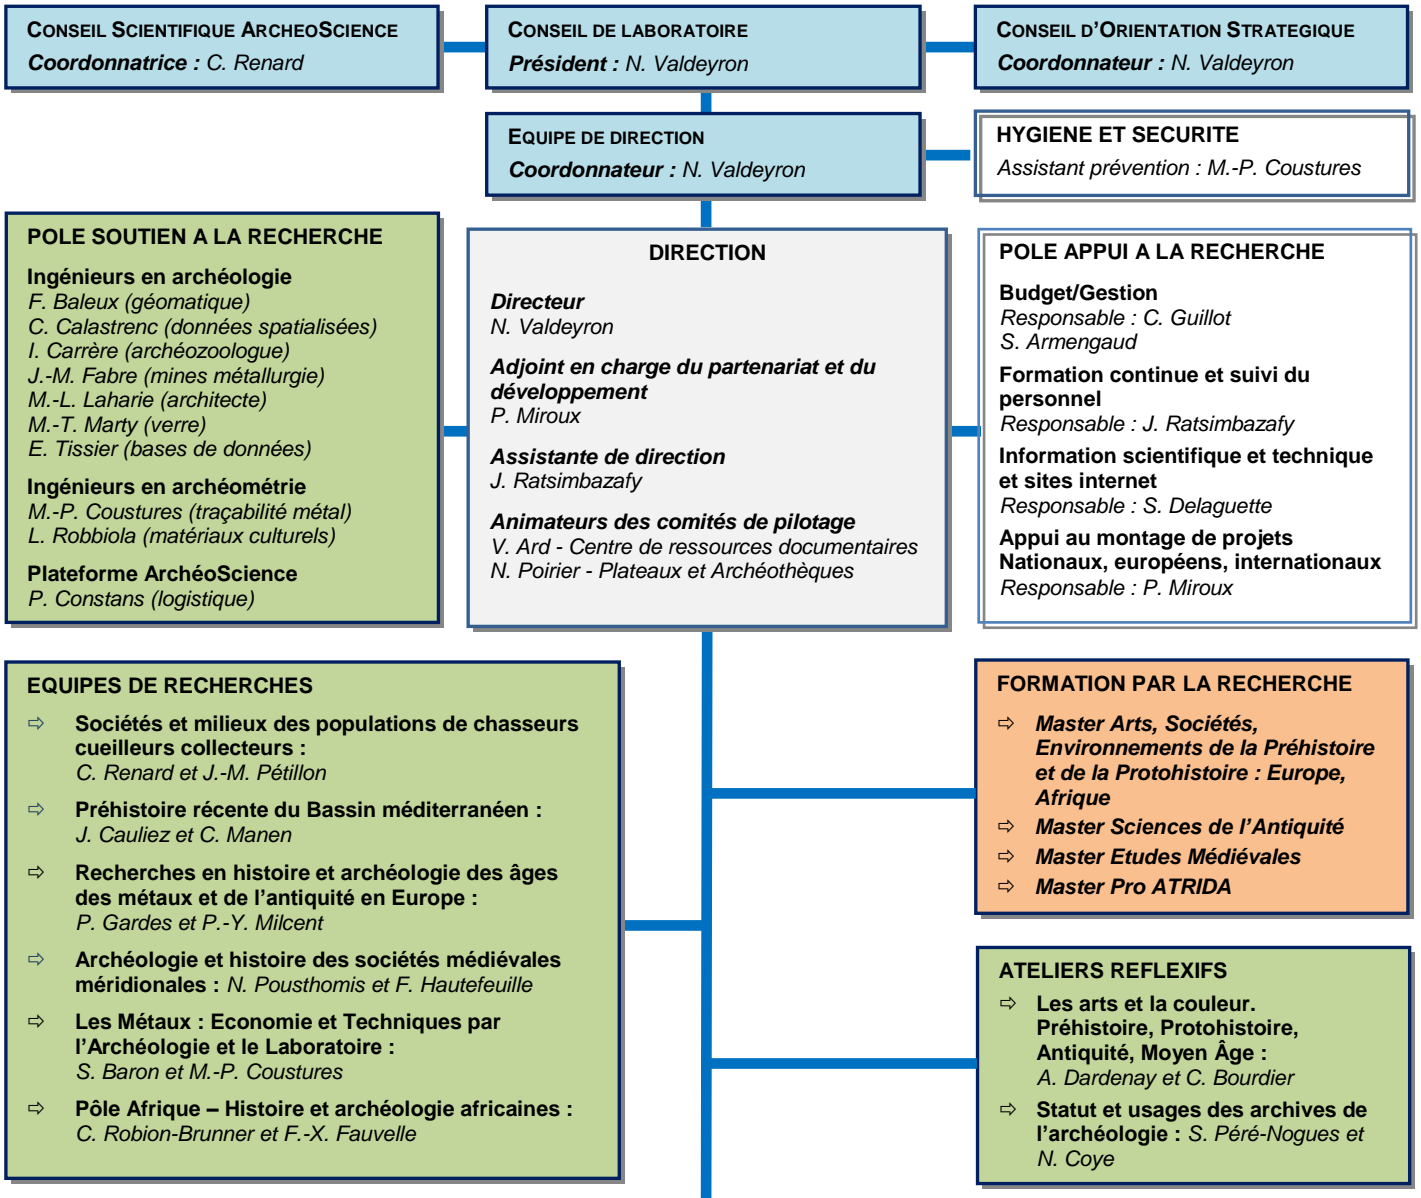 CONSEIL SCIENTIFIQUE ARCHEOSCIENCE
Coordonnatrice : C. Renard
CONSEIL DE LABORATOIRE
Président : N. Valdeyron
CONSEIL D’ORIENTATION STRATEGIQUE
Coordonnateur : N. Valdeyron
EQUIPE DE DIRECTION
Coordonnateur : N. Valdeyron
HYGIENE ET SECURITE
Assistant prévention : M.-P. Coustures
POLE SOUTIEN A LA RECHERCHE
Ingénieurs en archéologie
F. Baleux (géomatique)
C. Calastrenc (données spatialisées)
I. Carrère (archéozoologue)
J.-M. Fabre (mines métallurgie)
M.-L. Laharie (architecte)
M.-T. Marty (verre)
E. Tissier (bases de données)
Ingénieurs en archéométrie
M.-P. Coustures (traçabilité métal)
L. Robbiola (matériaux culturels)
Plateforme ArchéoScience
P. Constans (logistique)
DIRECTION
Directeur
N. Valdeyron
Adjoint en charge du partenariat et du
développement
P. Miroux
Assistante de direction
J. Ratsimbazafy
Animateurs des comités de pilotage
V. Ard - Centre de ressources documentaires
N. Poirier - Plateaux et Archéothèques
POLE APPUI A LA RECHERCHE
Budget/Gestion
Responsable : C. Guillot
S. Armengaud
Formation continue et suivi du
personnel
Responsable : J. Ratsimbazafy
Information scientifique et technique
et sites internet
Responsable : S. Delaguette
Appui au montage de projets
Nationaux, européens, internationaux
Responsable : P. Miroux
EQUIPES DE RECHERCHES
⇨ Sociétés et milieux des populations de chasseurs
cueilleurs collecteurs :
C. Renard et J.-M. Pétillon
⇨ Préhistoire récente du Bassin méditerranéen :
J. Cauliez et C. Manen
⇨ Recherches en histoire et archéologie des âges
des métaux et de l’antiquité en Europe :
P. Gardes et P.-Y. Milcent
⇨ Archéologie et histoire des sociétés médiévales
méridionales : N. Pousthomis et F. Hautefeuille
⇨ Les Métaux : Economie et Techniques par
l’Archéologie et le Laboratoire :
S. Baron et M.-P. Coustures
⇨ Pôle Afrique – Histoire et archéologie africaines :
C. Robion-Brunner et F.-X. Fauvelle
FORMATION PAR LA RECHERCHE
⇨ Master Arts, Sociétés,
Environnements de la Préhistoire
et de la Protohistoire : Europe,
Afrique
⇨ Master Sciences de l’Antiquité
⇨ Master Etudes Médiévales
⇨ Master Pro ATRIDA
ATELIERS REFLEXIFS
⇨ Les arts et la couleur.
Préhistoire, Protohistoire,
Antiquité, Moyen Âge :
A. Dardenay et C. Bourdier
⇨ Statut et usages des archives de
l’archéologie : S. Péré-Nogues et
N. Coye